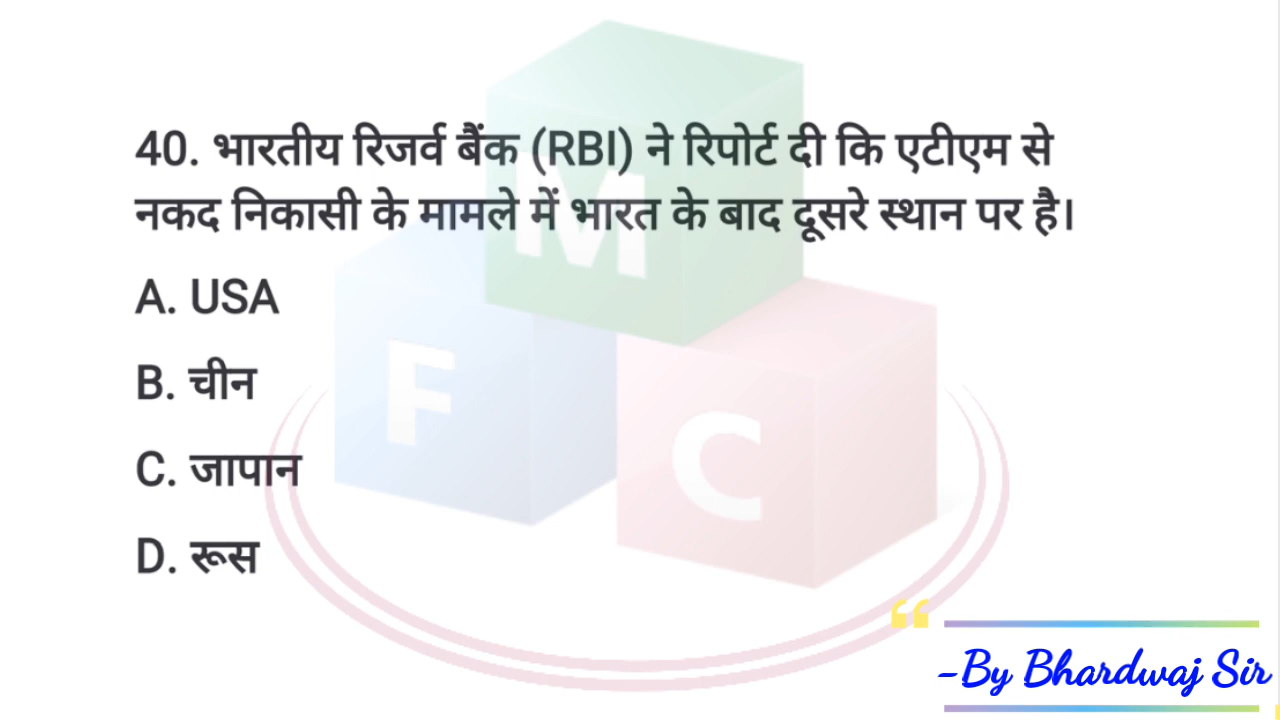 40. भारतीय रिजर्व बैंक (RBI) ने रिपोर्ट दी कि एटीएम से
नकद निकासी के मामले में भारत के बाद दूसरे स्थान पर है।
A. USA
B. चीन
C. जापान
D. रूस
M
F
C
“
-By Bhardwaj Sir